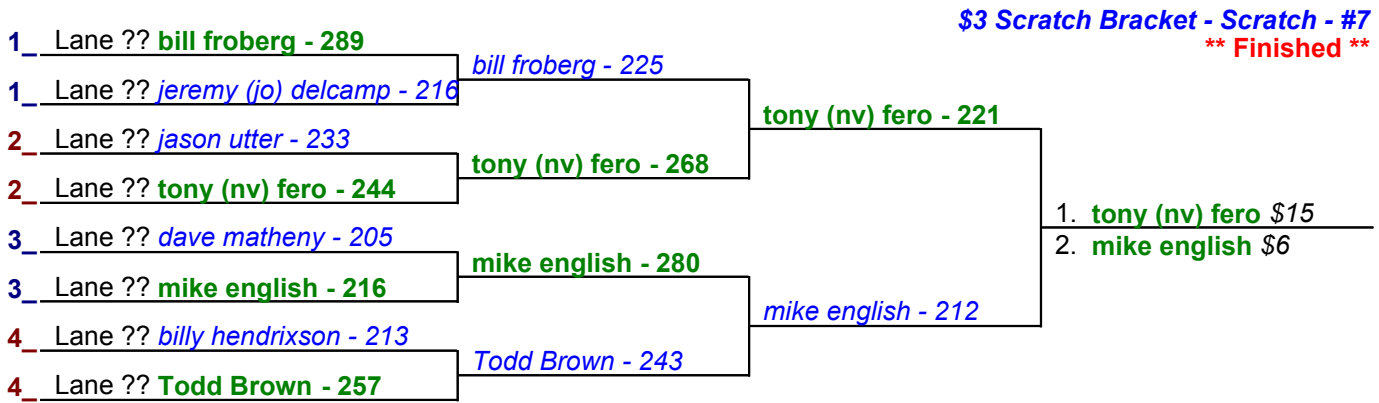 $3 Scratch Bracket - Scratch - #7
** Finished **
1_ Lane ?? bill froberg - 289
1_ Lane ?? jeremy (jo) delcamp - 216
2_ Lane ?? jason utter - 233
2_ Lane ?? tony (nv) fero - 244
3_ Lane ?? dave matheny - 205
3_ Lane ?? mike english - 216
4_ Lane ?? billy hendrixson - 213
4_ Lane ?? Todd Brown - 257
bill froberg - 225
tony (nv) fero - 268
mike english - 280
Todd Brown - 243
tony (nv) fero - 221
mike english - 212
1. tony (nv) fero $15
2. mike english $6